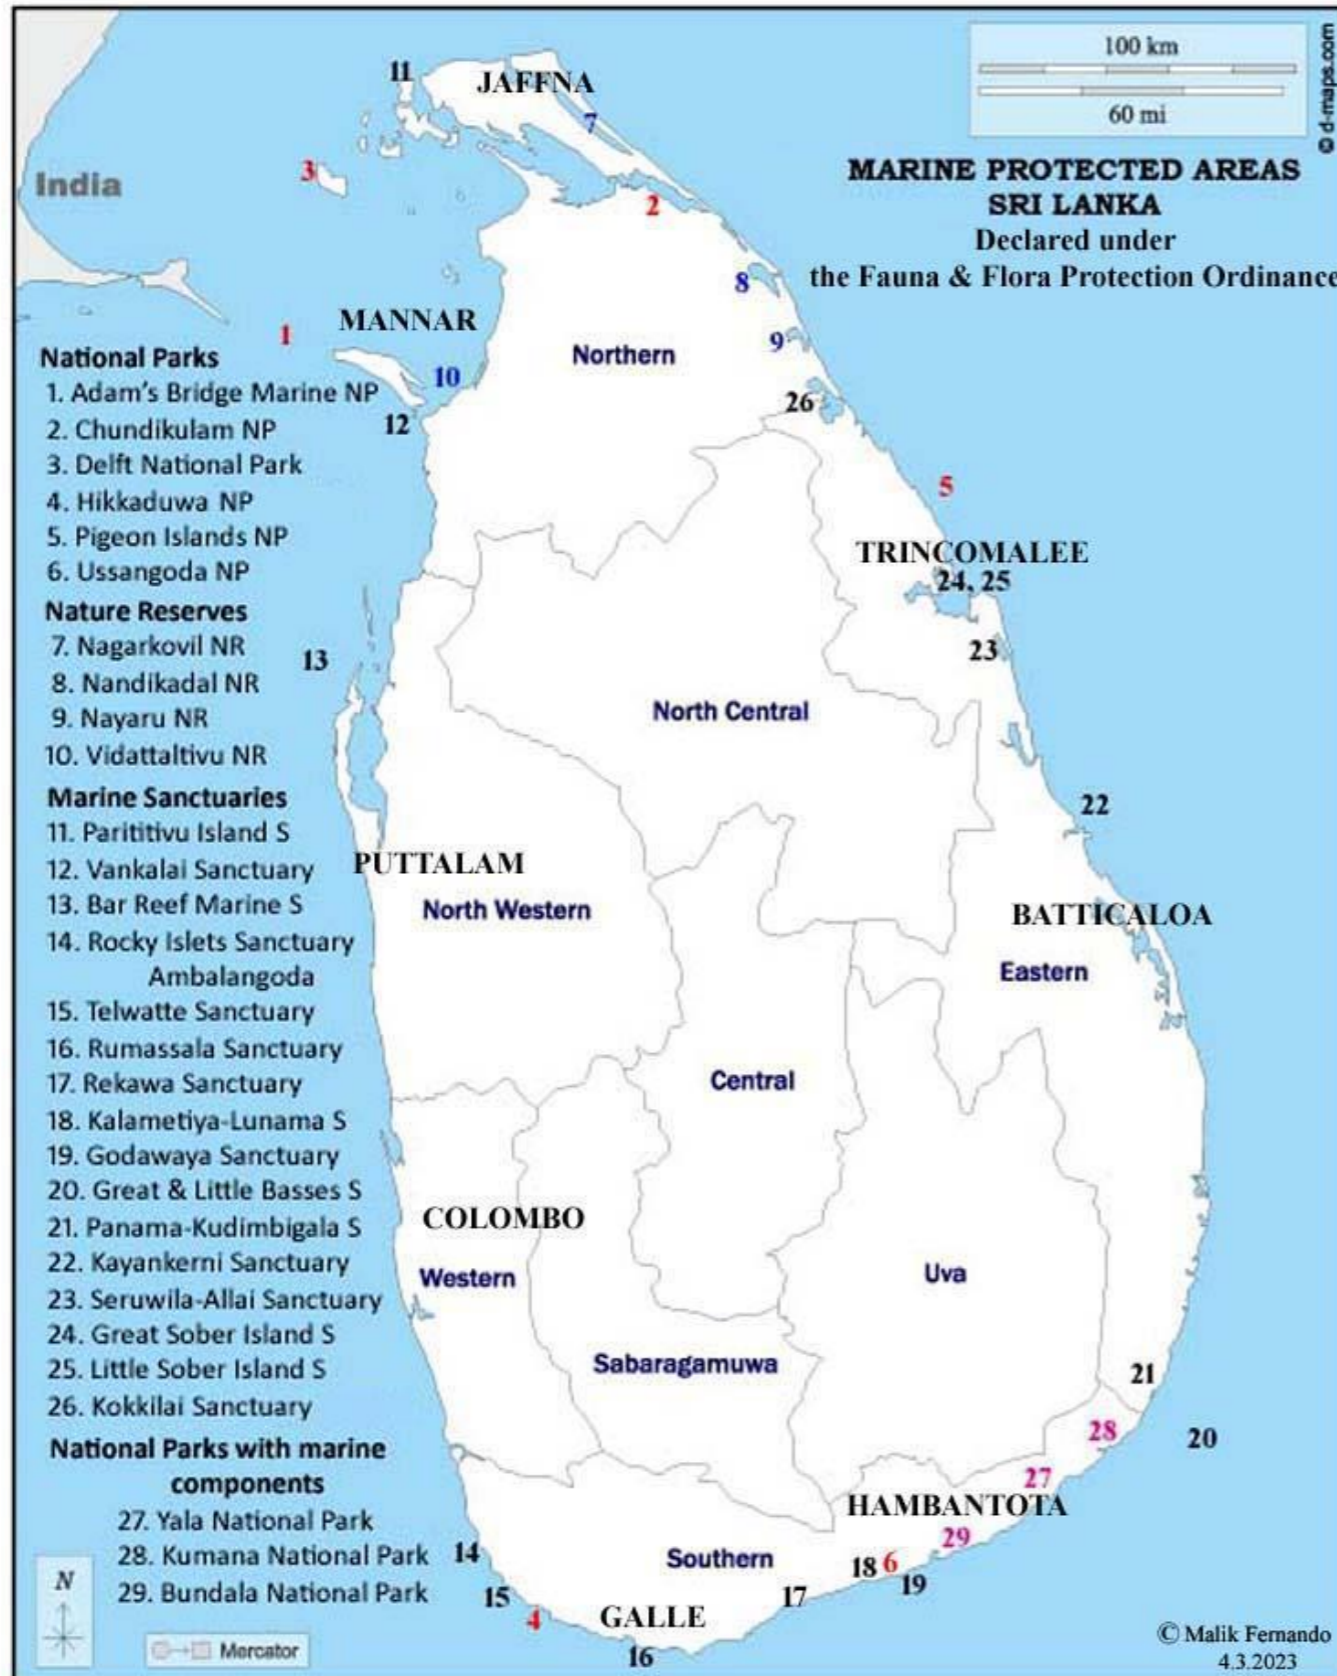 100 km
60 mi
© d-maps.com
MARINE PROTECTED AREAS
SRI LANKA
Declared under
the Fauna & Flora Protection Ordinance
India
11
JAFFNA
7
3
2
8
1
MANNAR
10
Northern
9
12
26
5
TRINCOMALEE
24, 25
13
23
North Central
22
PUTTALAM
North Western
BATTICALOA
Eastern
Central
COLOMBO
Western
Uva
Sabaragamuwa
21
28
20
27
HAMBANTOTA
29
14
Southern
18 6
19
15
17
4
GALLE
16
National Parks
1. Adam's Bridge Marine NP
2. Chundikulam NP
3. Delft National Park
4. Hikkaduwa NP
5. Pigeon Islands NP
6. Ussangoda NP
Nature Reserves
7. Nagarkovil NR
8. Nandikadal NR
9. Nayaru NR
10. Vidattaltivu NR
Marine Sanctuaries
11. Parititivu Island S
12. Vankalai Sanctuary
13. Bar Reef Marine S
14. Rocky Islets Sanctuary
Ambalangoda
15. Telwatte Sanctuary
16. Rumassala Sanctuary
17. Rekawa Sanctuary
18. Kalametiya-Lunama S
19. Godawaya Sanctuary
20. Great & Little Basses S
21. Panama-Kudimbigala S
22. Kayankerni Sanctuary
23. Seruwila-Allai Sanctuary
24. Great Sober Island S
25. Little Sober Island S
26. Kokkilai Sanctuary
National Parks with marine
components
27. Yala National Park
28. Kumana National Park
29. Bundala National Park
N
Mercator
© Malik Fernando
4.3.2023